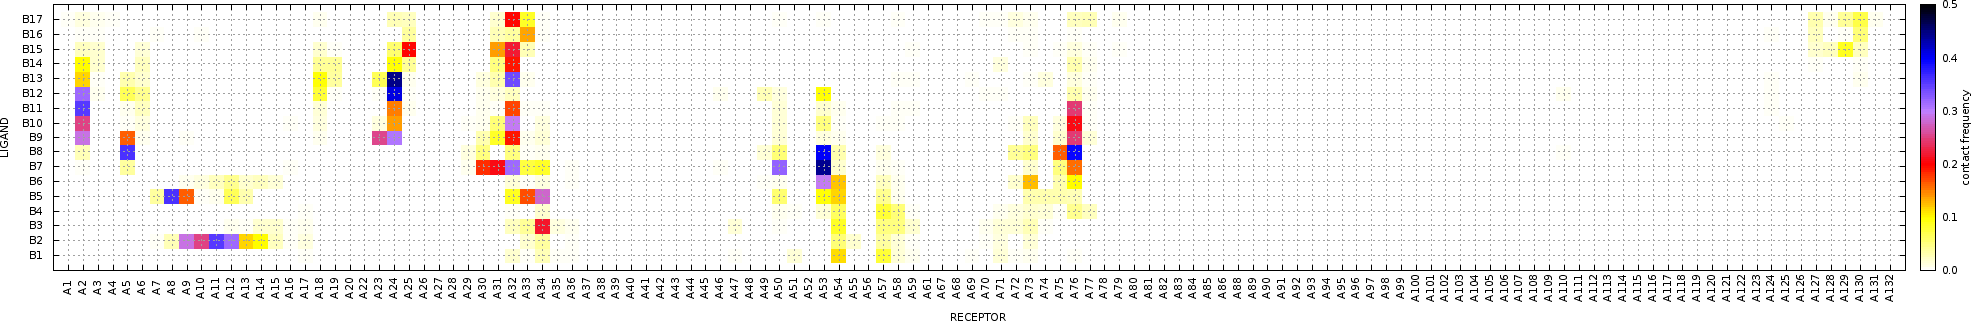 B17
B16
B15
B14
B13
B12
B11
B10
B9
B8
B7
B6
B5
B4
B3
B2
B1
LIGAND
A1 A2 A3 A4 A5 A6 A7 A8 A9 A10 A11 A12 A13 A14 A15 A16 A17 A18 A19 A20 A22 A23 A24 A25 A26 A27 A28 A29 A30 A31 A32 A33 A34 A35 A36 A37 A38 A39 A40 A41 A42 A43 A44 A45 A46 A47 A48 A49 A50 A51 A52 A53 A54 A55 A56 A57 A58 A59 A61 A67 A68 A69 A70 A71 A72 A73 A74 A75 A76 A77 A78 A79 A80 A82 A83 A84 A85 A86 A87 A88 A89 A90 A91 A92 A93 A94 A95 A96 A97 A98 A99 A100 A101 A102 A103 A104 A105 A106 A107 A108 A109 A110 A111 A112 A113 A114 A115 A116 A117 A118 A119 A120 A121 A122 A123 A124 A125 A126 A127 A128 A129 A130 A131 A132
RECEPTOR
0.5
0.4
0.3
0.2
0.1
0.0
contact frequency